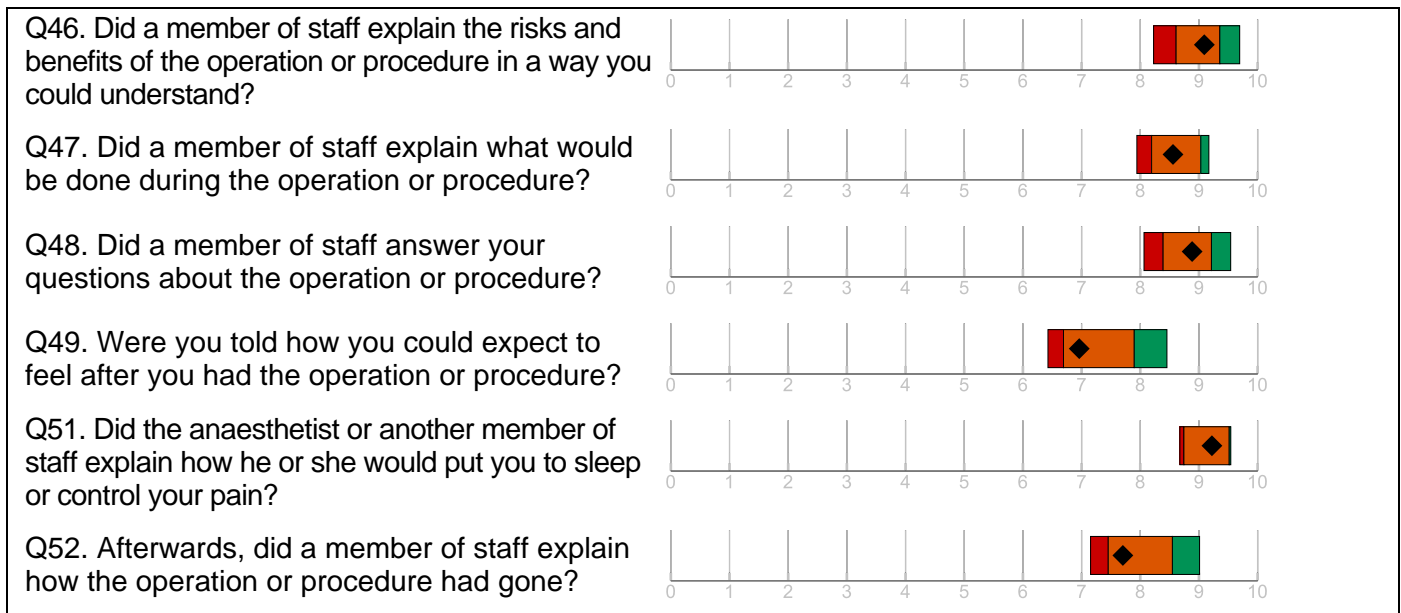 Q46. Did a member of staff explain the risks and
benefits of the operation or procedure in a way you
could understand?
0 1 2 3 4 5 6 7 8 9 10
Q47. Did a member of staff explain what would
be done during the operation or procedure?
0 1 2 3 4 5 6 7 8 9 10
Q48. Did a member of staff answer your
questions about the operation or procedure?
0 1 2 3 4 5 6 7 8 9 10
Q49. Were you told how you could expect to
feel after you had the operation or procedure?
0 1 2 3 4 5 6 7 8 9 10
Q51. Did the anaesthetist or another member of
staff explain how he or she would put you to sleep
or control your pain?
0 1 2 3 4 5 6 7 8 9 10
Q52. Afterwards, did a member of staff explain
how the operation or procedure had gone?
0 1 2 3 4 5 6 7 8 9 10